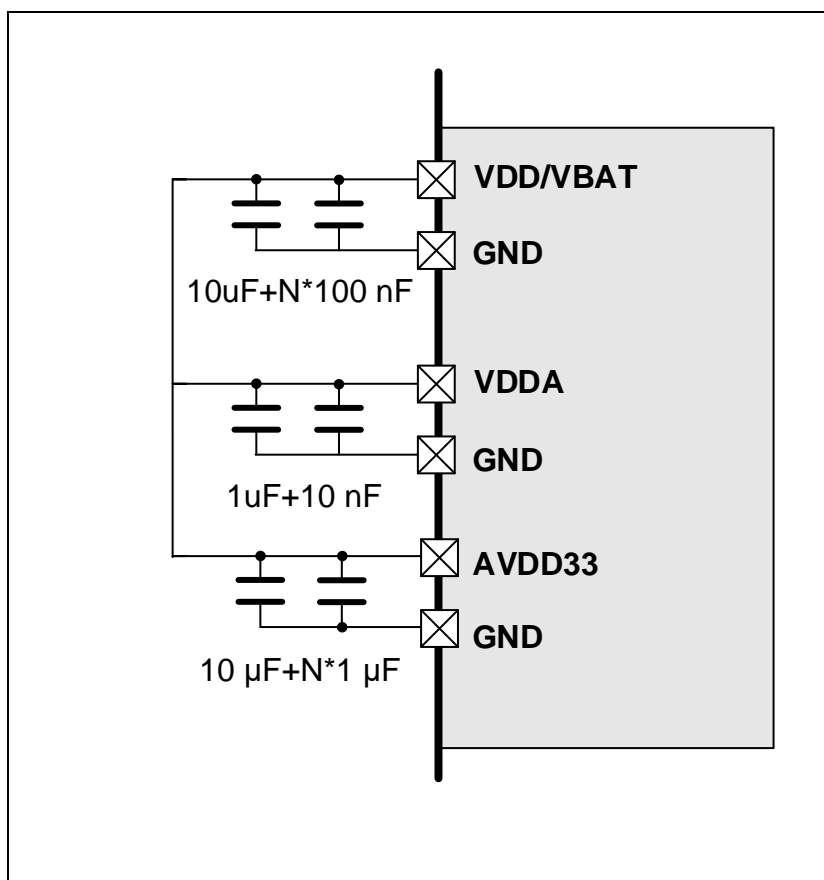 VDD/VBAT
GND
10uF+N*100 nF
VDDA
GND
1uF+10 nF
AVDD33
GND
10 µF+N*1 µF